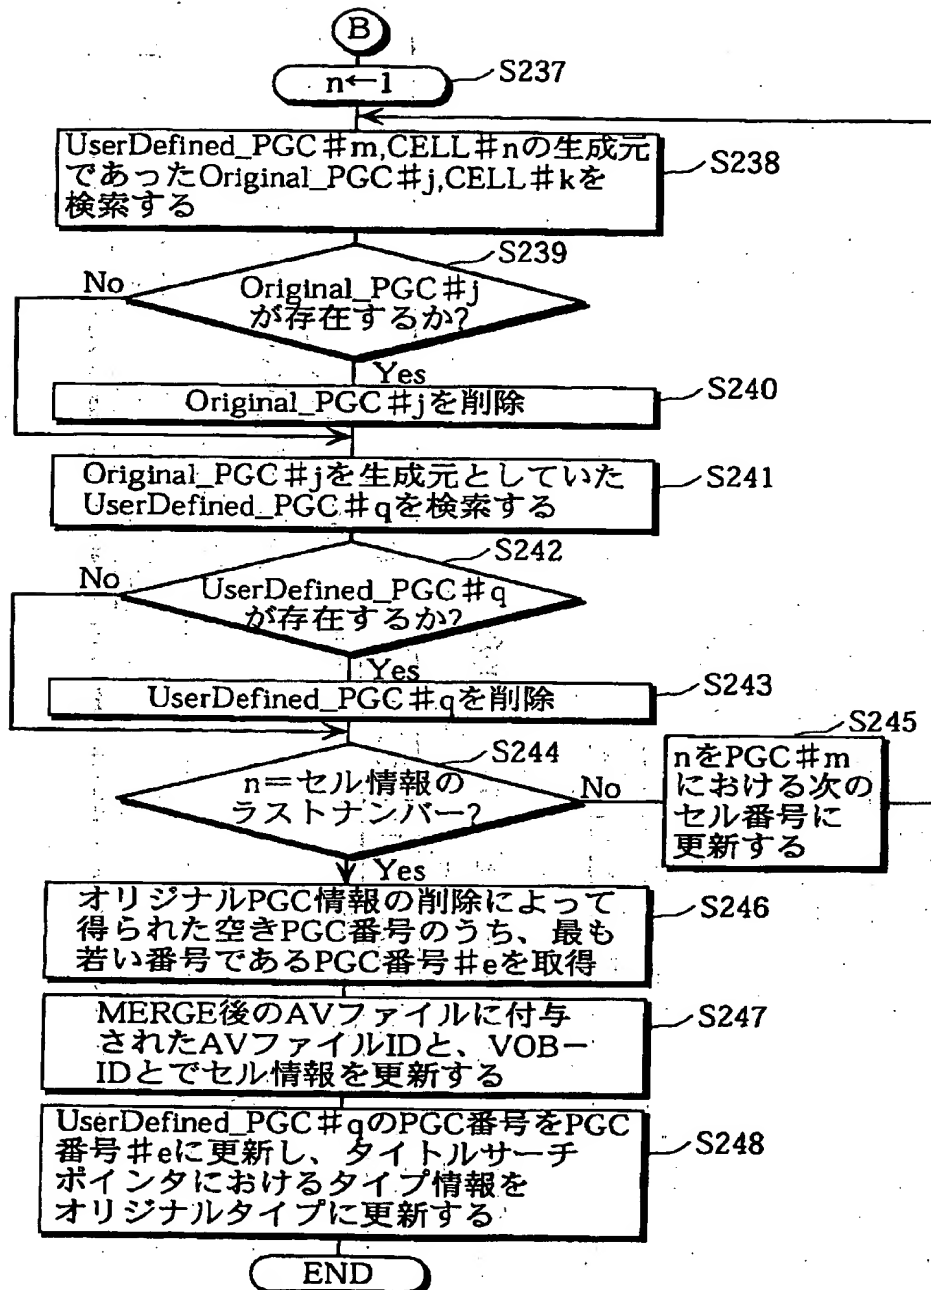 B
n←1
S237
UserDefined_PGC#m,CELL#nの生成元
であったOriginal_PGC#j,CELL#kを
検索する
S238
S239
No
Original_PGC#j
が存在するか?
Yes
Original_PGC#jを削除
S240
Original_PGC#jを生成元としていた
UserDefined_PGC#qを検索する
S241
S242
No
UserDefined_PGC#q
が存在するか?
Yes
UserDefined_PGC#qを削除
S243
S244
n=セル情報の
ラストナンバー?
No
S245
nをPGC#m
における次の
セル番号に
更新する
Yes
オリジナルPGC情報の削除によって
得られた空きPGC番号のうち、最も
若い番号であるPGC番号#eを取得
S246
MERGE後のAVファイルに付与
されたAVファイルIDと、VOB-
IDとでセル情報を更新する
S247
UserDefined_PGC#qのPGC番号をPGC
番号#eに更新し、タイトルサーチ
ポインタにおけるタイプ情報を
オリジナルタイプに更新する
S248
END